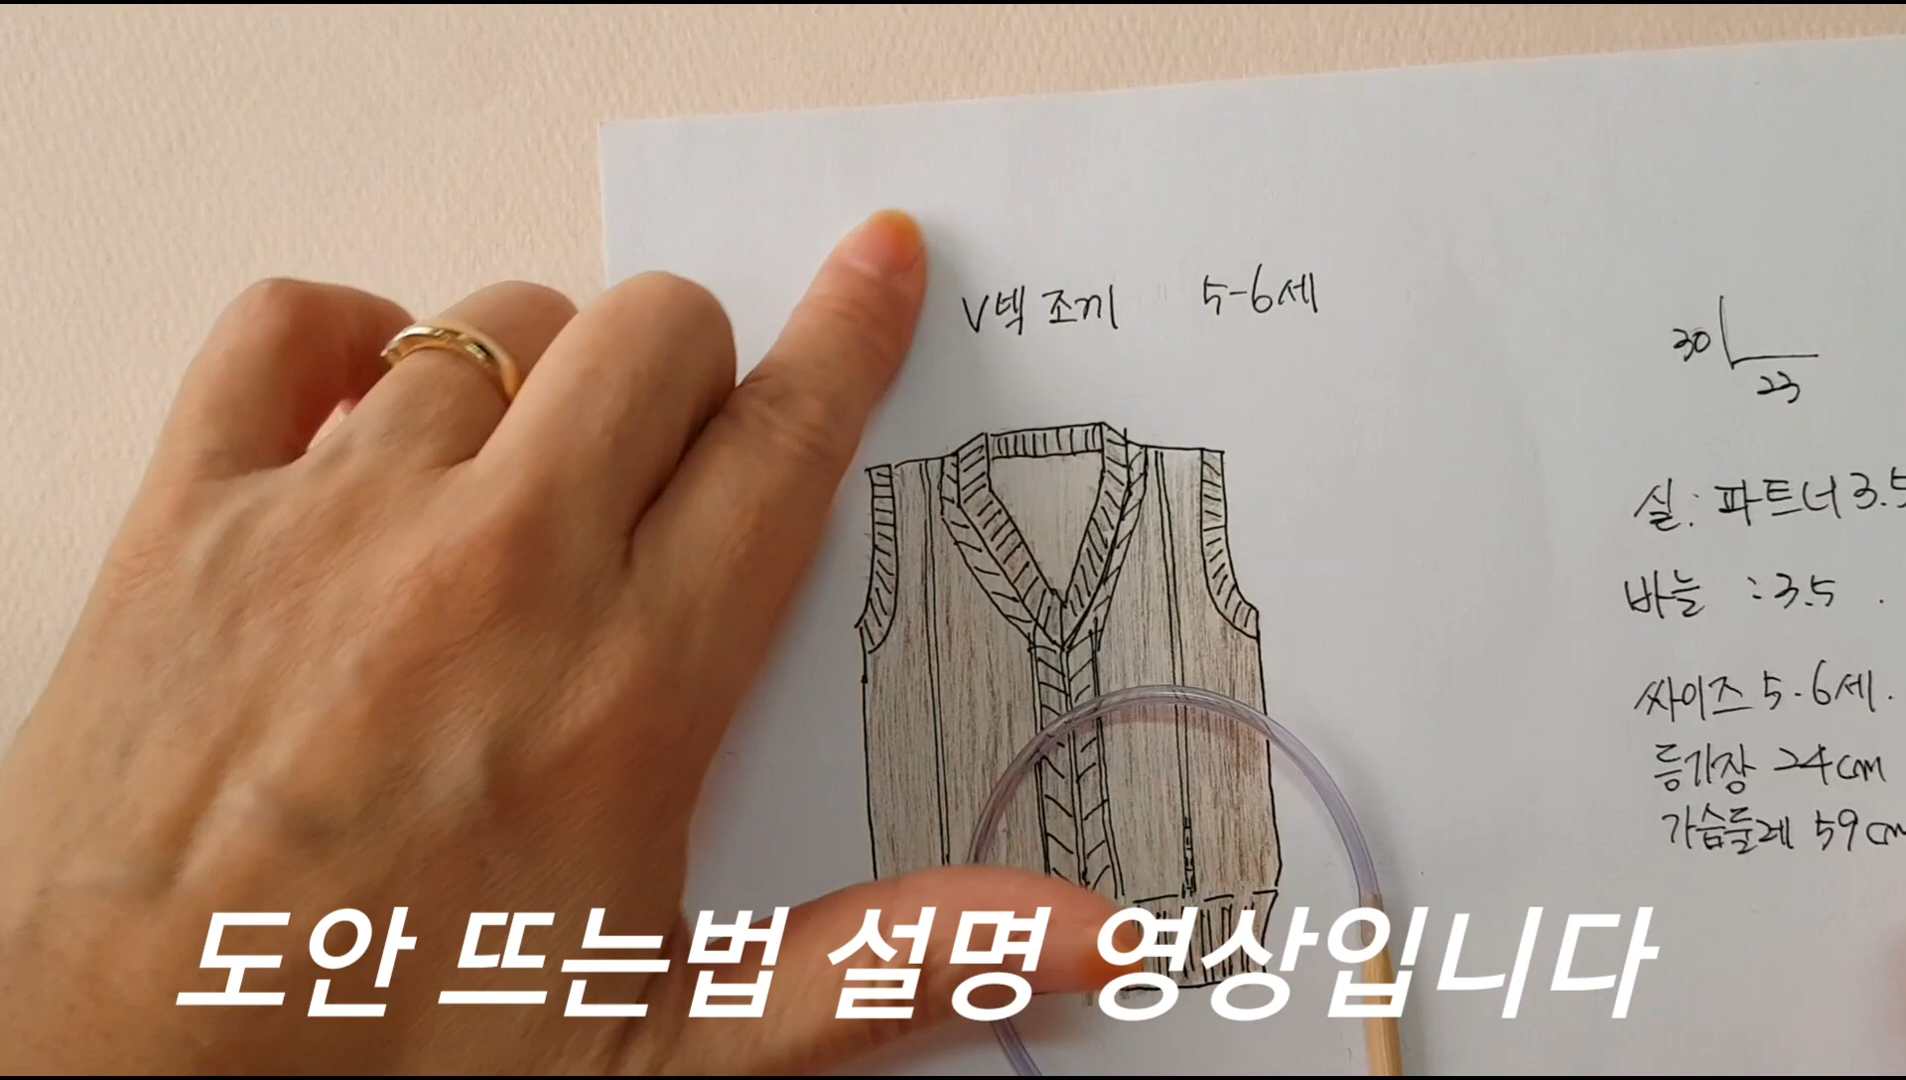 V넥 조끼 5-6세
30
23
실: 파트너 3.5
바늘 : 3.5 .
싸이즈 5-6세.
등기장 24cm
가슴둘레 59cm
도안 뜨는법 설명 영상입니다